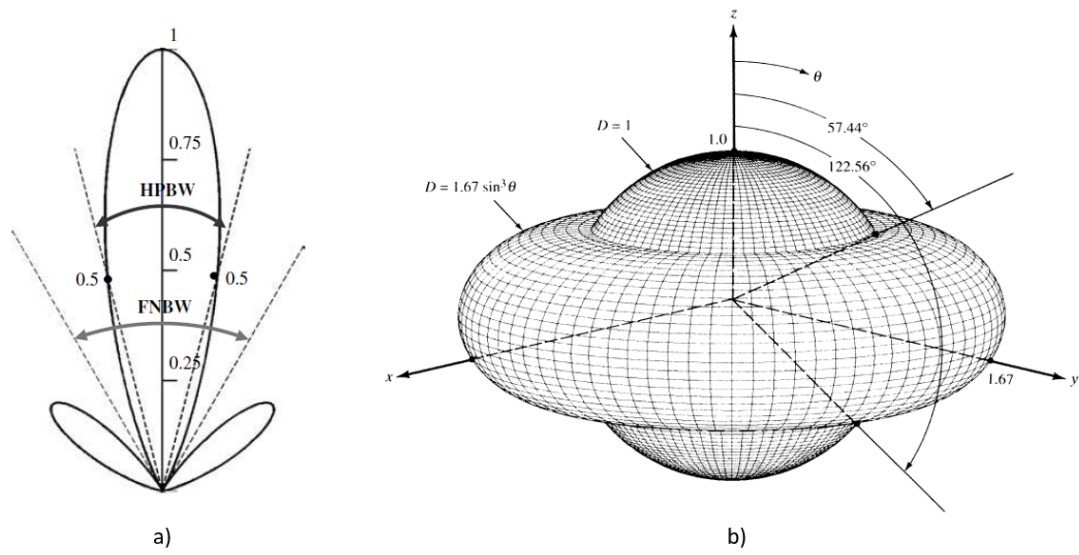 1
0.75
HPBW
0.5
0.5
0.5
FNBW
0.25
a)
z
θ
57.44°
D = 1
1.0
122.56°
D = 1.67 sin³ θ
x
1.67
y
b)